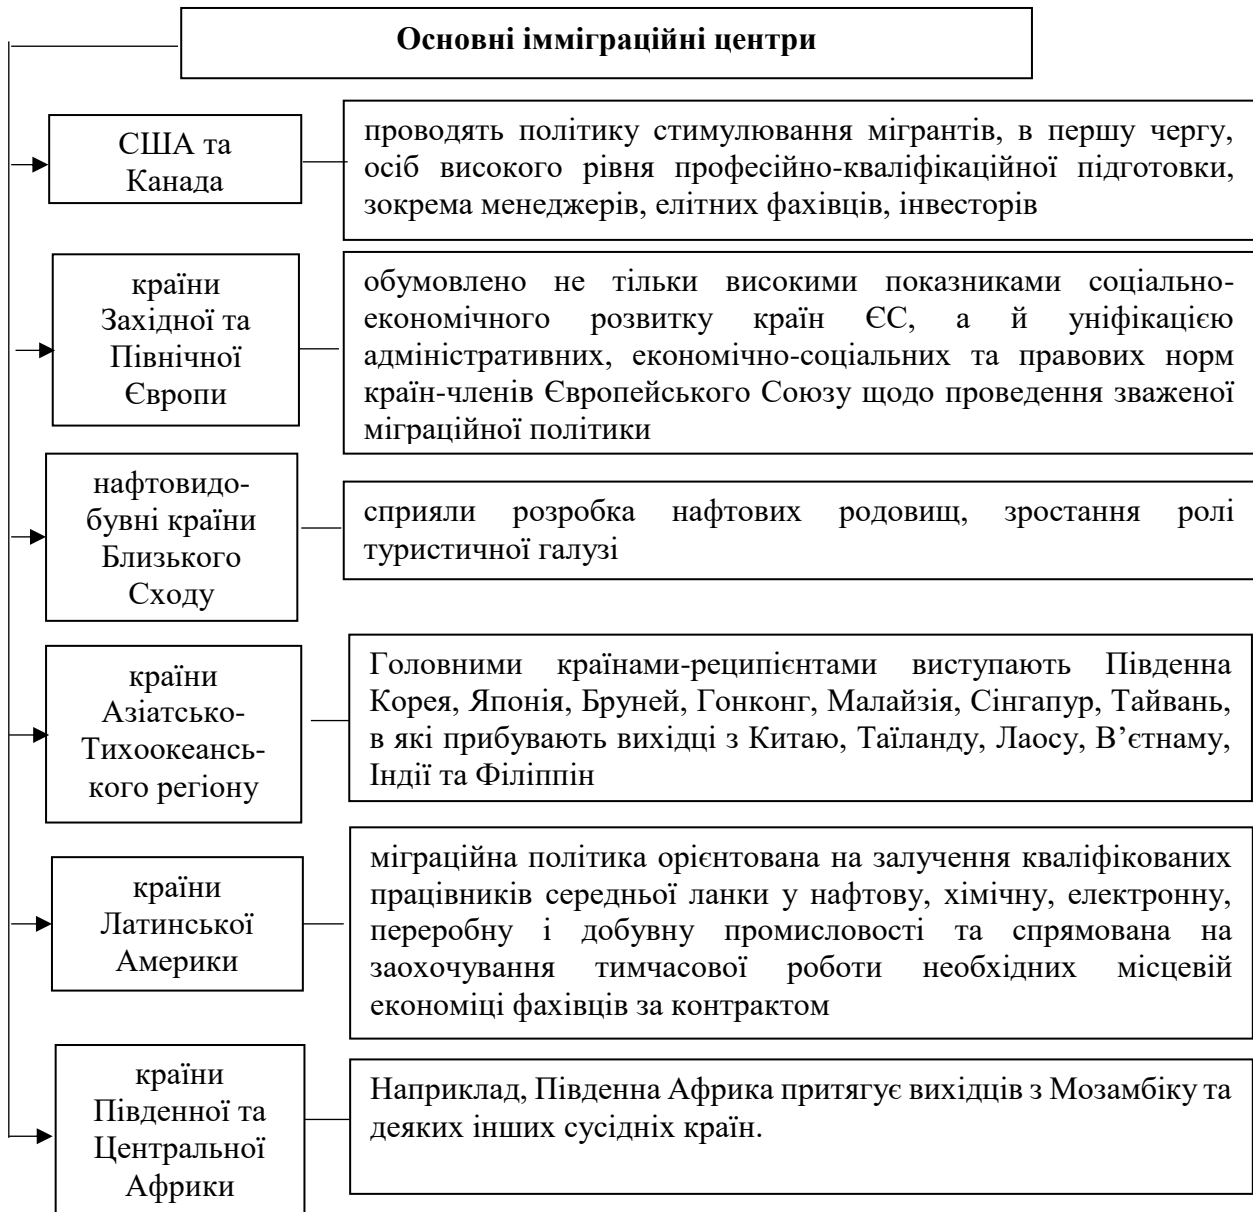 Основні імміграційні центри
США та
Канада
проводять політику стимулювання мігрантів, в першу чергу,
осіб високого рівня професійно-кваліфікаційної підготовки,
зокрема менеджерів, елітних фахівців, інвесторів
країни
Західної та
Північної
Європи
обумовлено не тільки високими показниками соціально-
економічного розвитку країн ЄС, а й уніфікацією
адміністративних, економічно-соціальних та правових норм
країн-членів Європейського Союзу щодо проведення зваженої
міграційної політики
нафтовидо-
бувні країни
Близького
Сходу
сприяли розробка нафтових родовищ, зростання ролі
туристичної галузі
країни
Азіатсько-
Тихоокеансь-
кого регіону
Головними країнами-реципієнтами виступають Південна
Корея, Японія, Бруней, Гонконг, Малайзія, Сінгапур, Тайвань,
в які прибувають вихідці з Китаю, Таїланду, Лаосу, В’єтнаму,
Індії та Філіппін
країни
Латинської
Америки
міграційна політика орієнтована на залучення кваліфікованих
працівників середньої ланки у нафтову, хімічну, електронну,
переробну і добувну промисловості та спрямована на
заохочування тимчасової роботи необхідних місцевій
економіці фахівців за контрактом
країни
Південної та
Центральної
Африки
Наприклад, Південна Африка притягує вихідців з Мозамбіку та
деяких інших сусідніх країн.